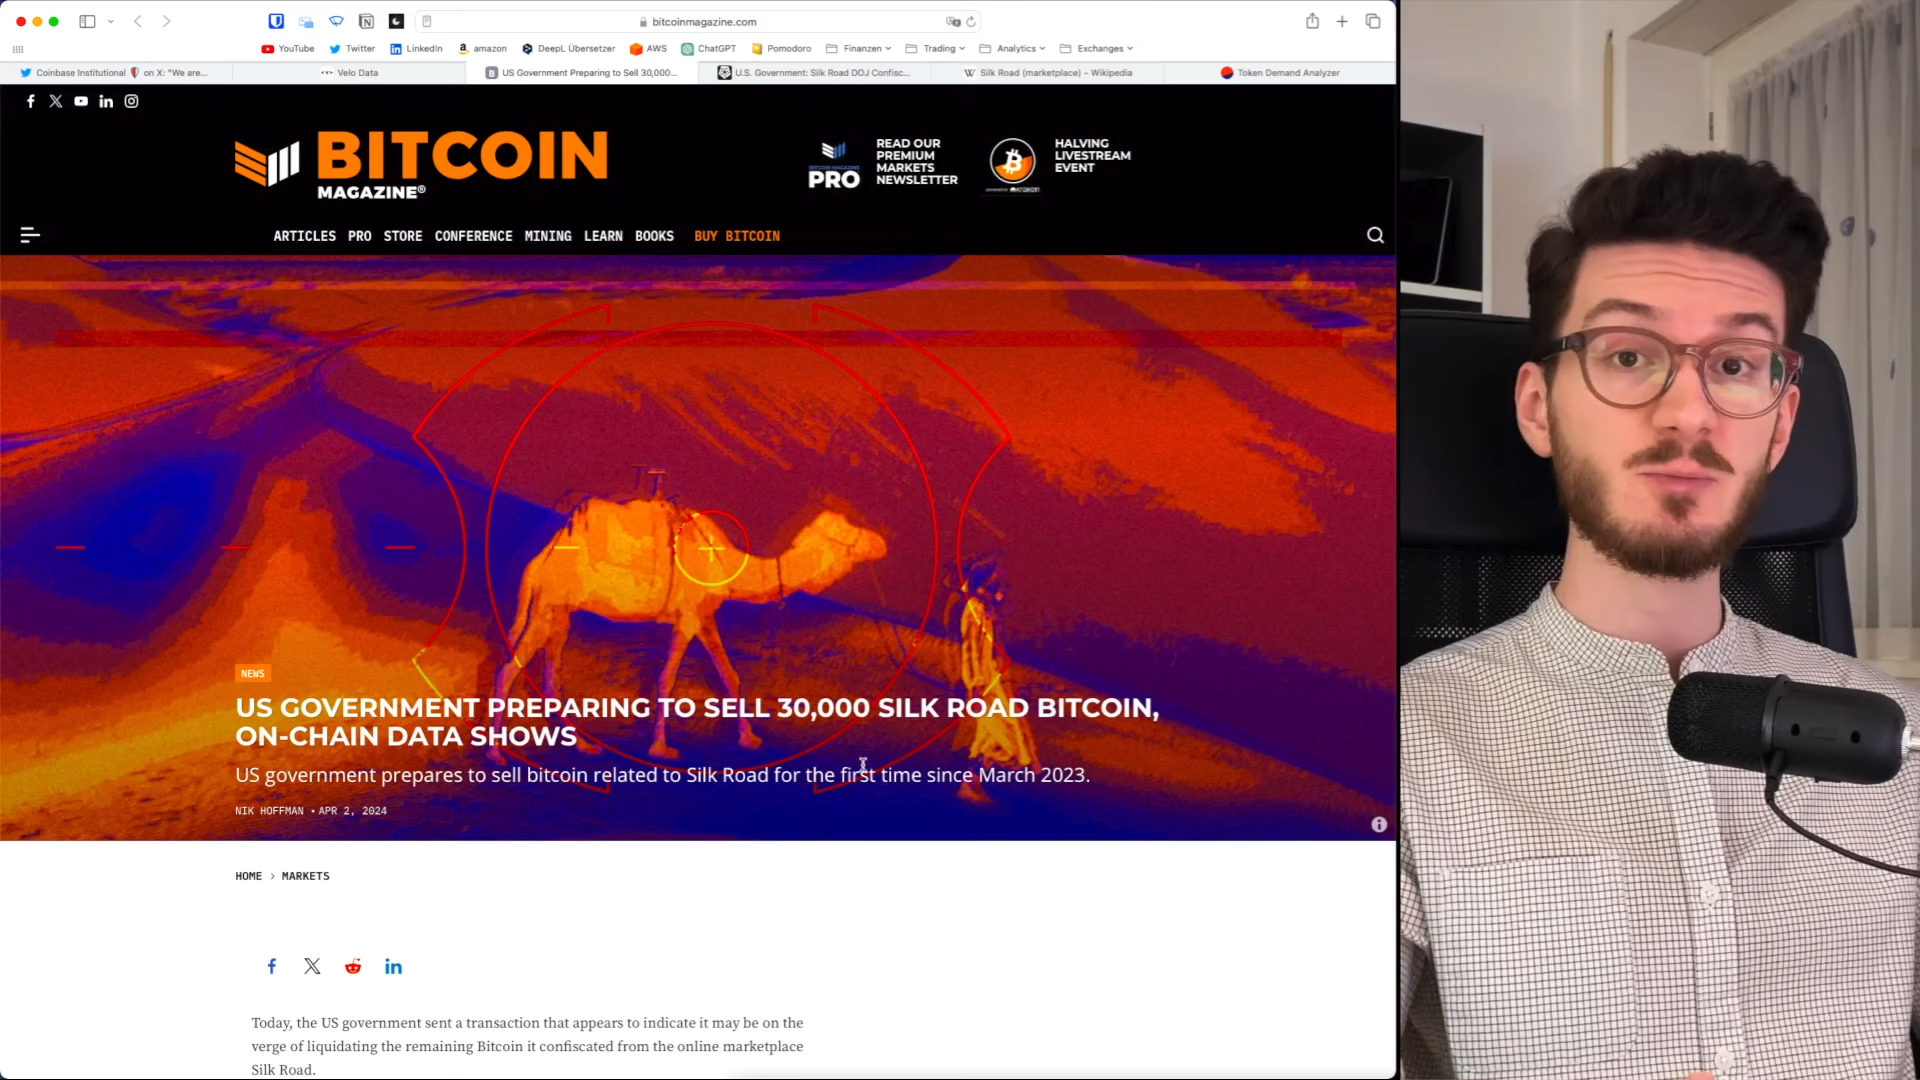 bitcoinmagazine.com
YouTube Twitter LinkedIn amazon DeepL Übersetzer AWS ChatGPT Pomodoro Finanzen Trading Analytics Exchanges
Coinbase Institutional on X: "We are... Velo Data US Government Preparing to Sell 30,000... U.S. Government: Silk Road DOJ Confisc... Silk Road (marketplace) – Wikipedia Token Demand Analyzer
BITCOIN
MAGAZINE®
PRO
READ OUR
PREMIUM
MARKETS
NEWSLETTER
HALVING
LIVESTREAM
EVENT
ARTICLES PRO STORE CONFERENCE MINING LEARN BOOKS BUY BITCOIN
NEWS
US GOVERNMENT PREPARING TO SELL 30,000 SILK ROAD BITCOIN,
ON-CHAIN DATA SHOWS
US government prepares to sell bitcoin related to Silk Road for the first time since March 2023.
NIK HOFFMAN • APR 2, 2024
HOME > MARKETS
Today, the US government sent a transaction that appears to indicate it may be on the
verge of liquidating the remaining Bitcoin it confiscated from the online marketplace
Silk Road.